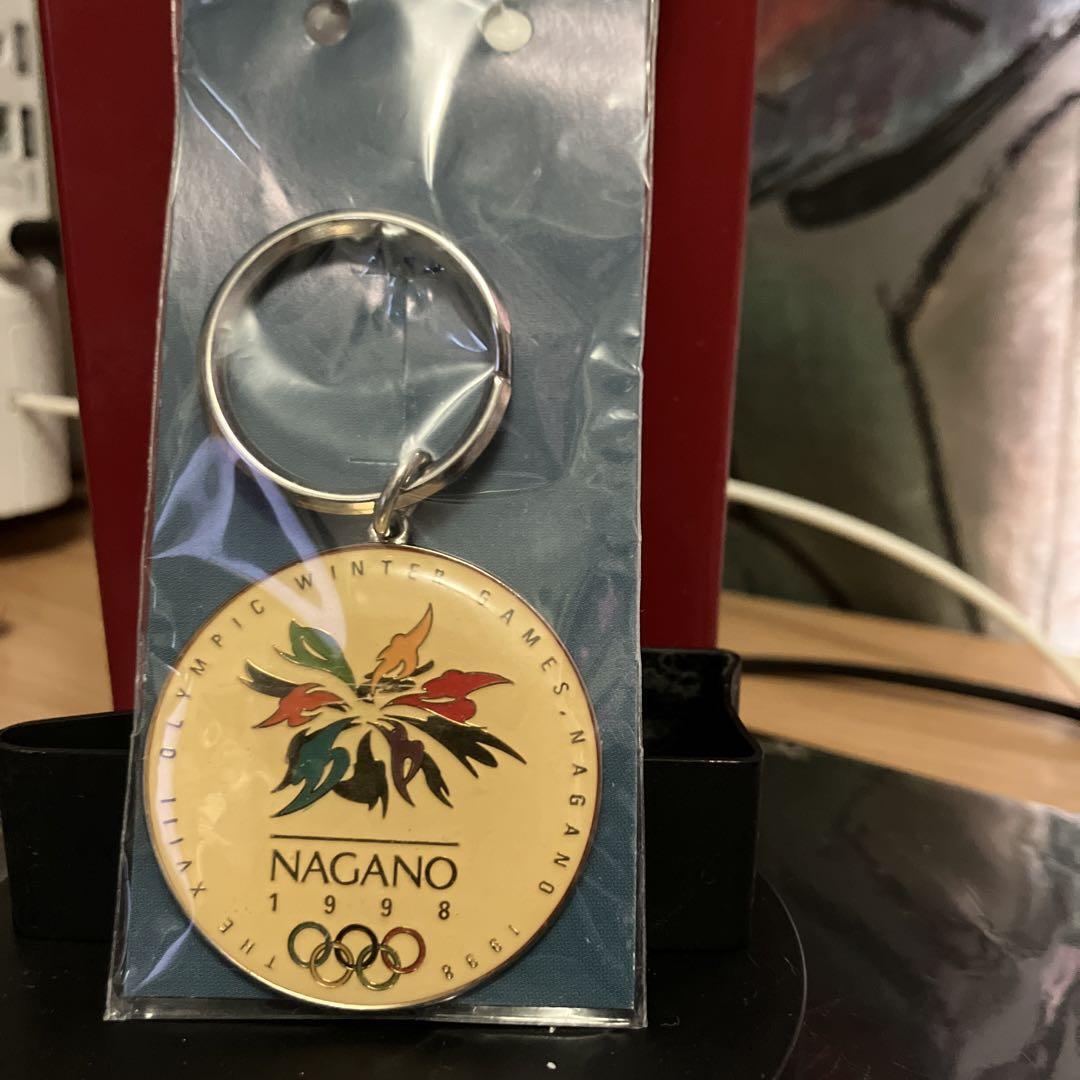 THE XVIII OLYMPIC WINTER GAMES, NAGANO 1998
NAGANO
1998